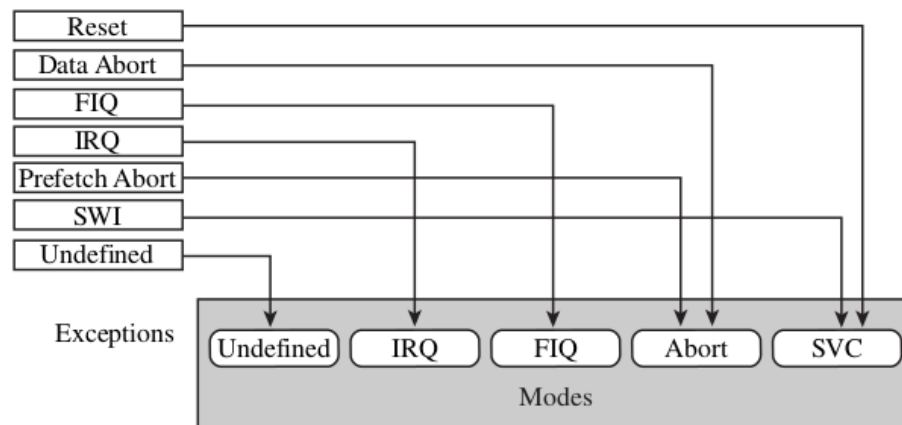 Reset
Data Abort
FIQ
IRQ
Prefetch Abort
SWI
Undefined
Exceptions
Undefined
IRQ
FIQ
Abort
SVC
Modes